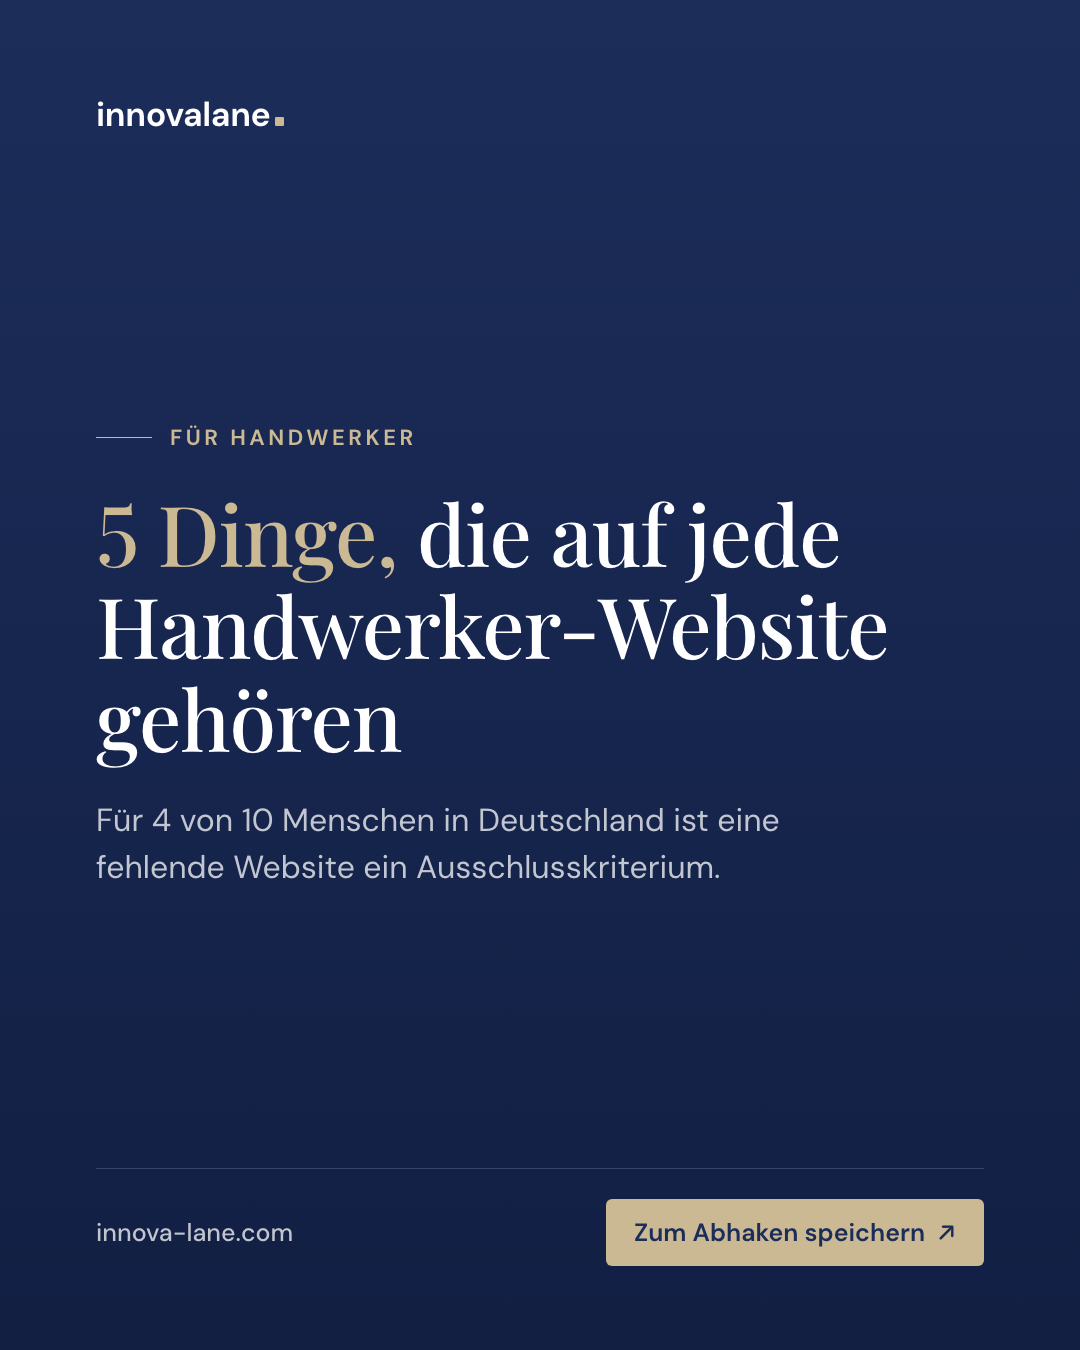 innovalane.
FÜR HANDWERKER
5 Dinge, die auf jede
Handwerker-Website
gehören
Für 4 von 10 Menschen in Deutschland ist eine
fehlende Website ein Ausschlusskriterium.
innova-lane.com
Zum Abhaken speichern ↗